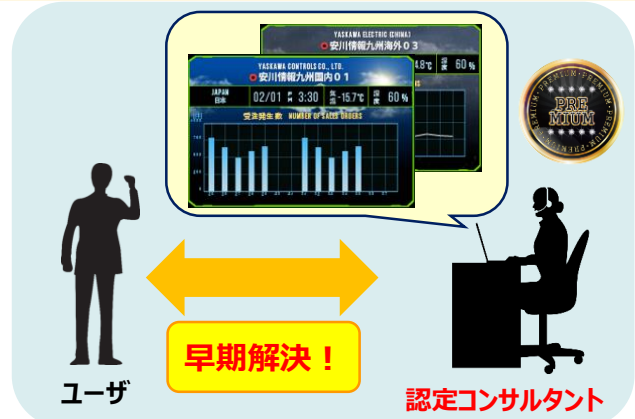 YASKAWA ELECTRIC (CHINA)
安川情報九州海外03
4.8℃ 湿度 60%
YASKAWA CONTROLS CO., LTD.
安川情報九州国内01
JAPAN
日本
02/01 PM 3:30 気温 -15.7℃ 湿度 60%
受注発生数 NUMBER OF SALES ORDERS
PREMIUM
PRE
MIUM
早期解決！
ユーザ
認定コンサルタント